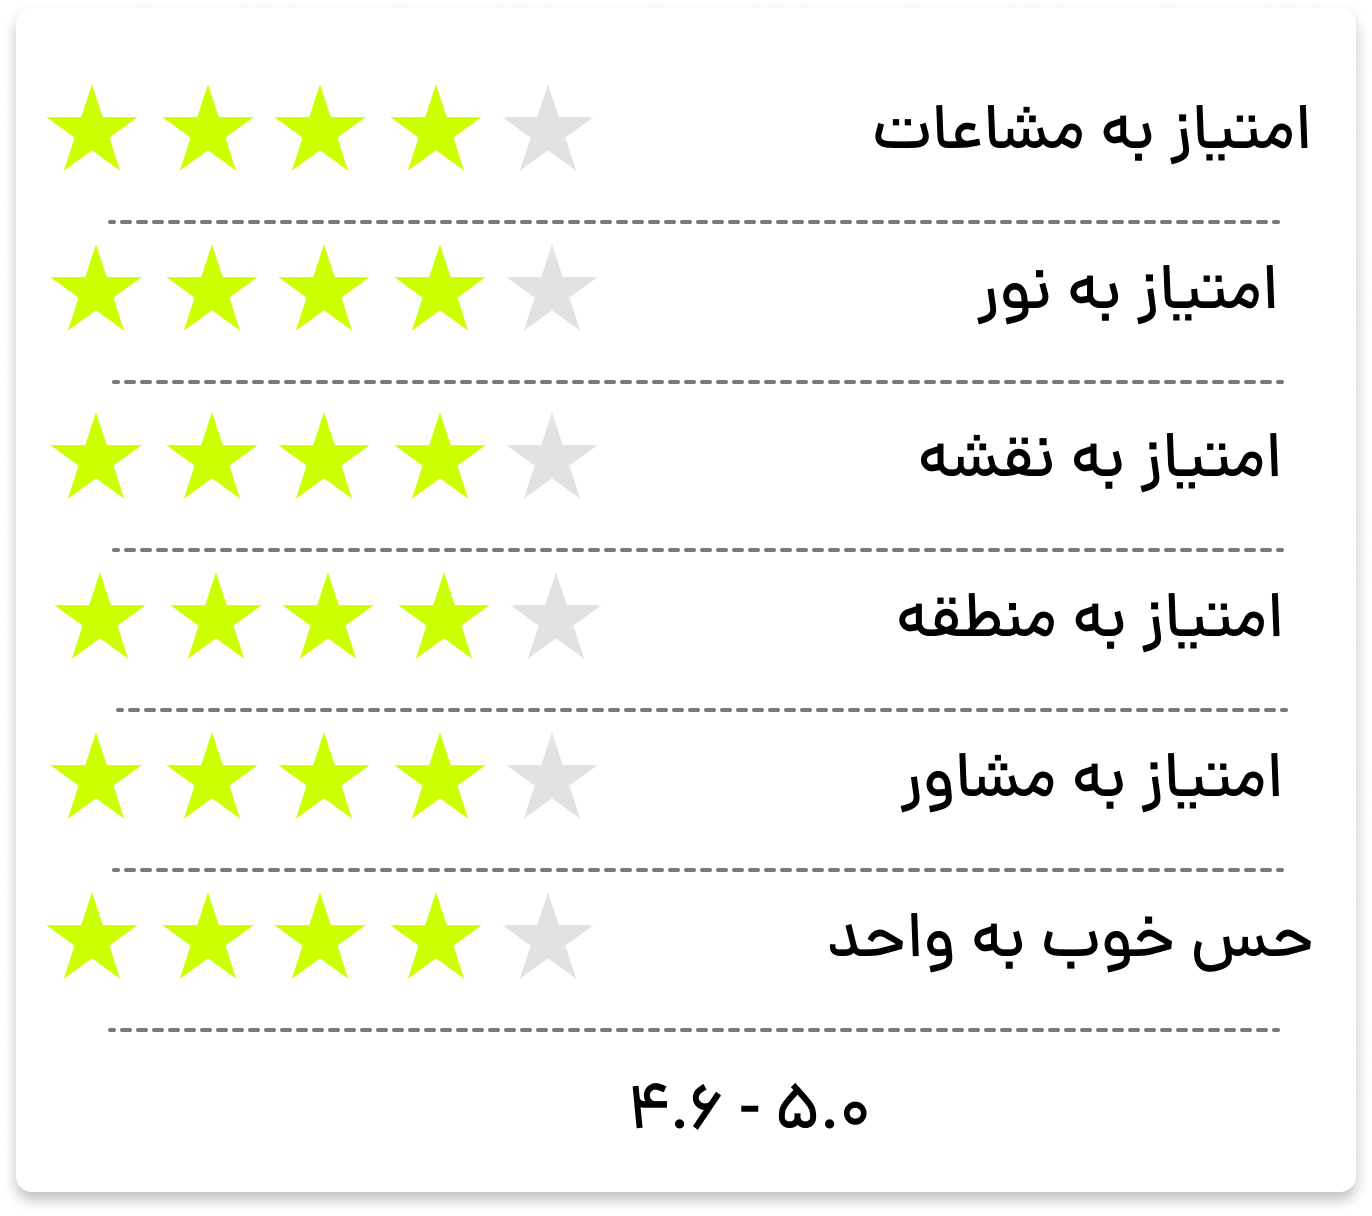 امتیاز به مشاعات
امتیاز به نور
امتیاز به نقشه
امتیاز به منطقه
امتیاز به مشاور
حس خوب به واحد
۴.۶ - ۵.۰